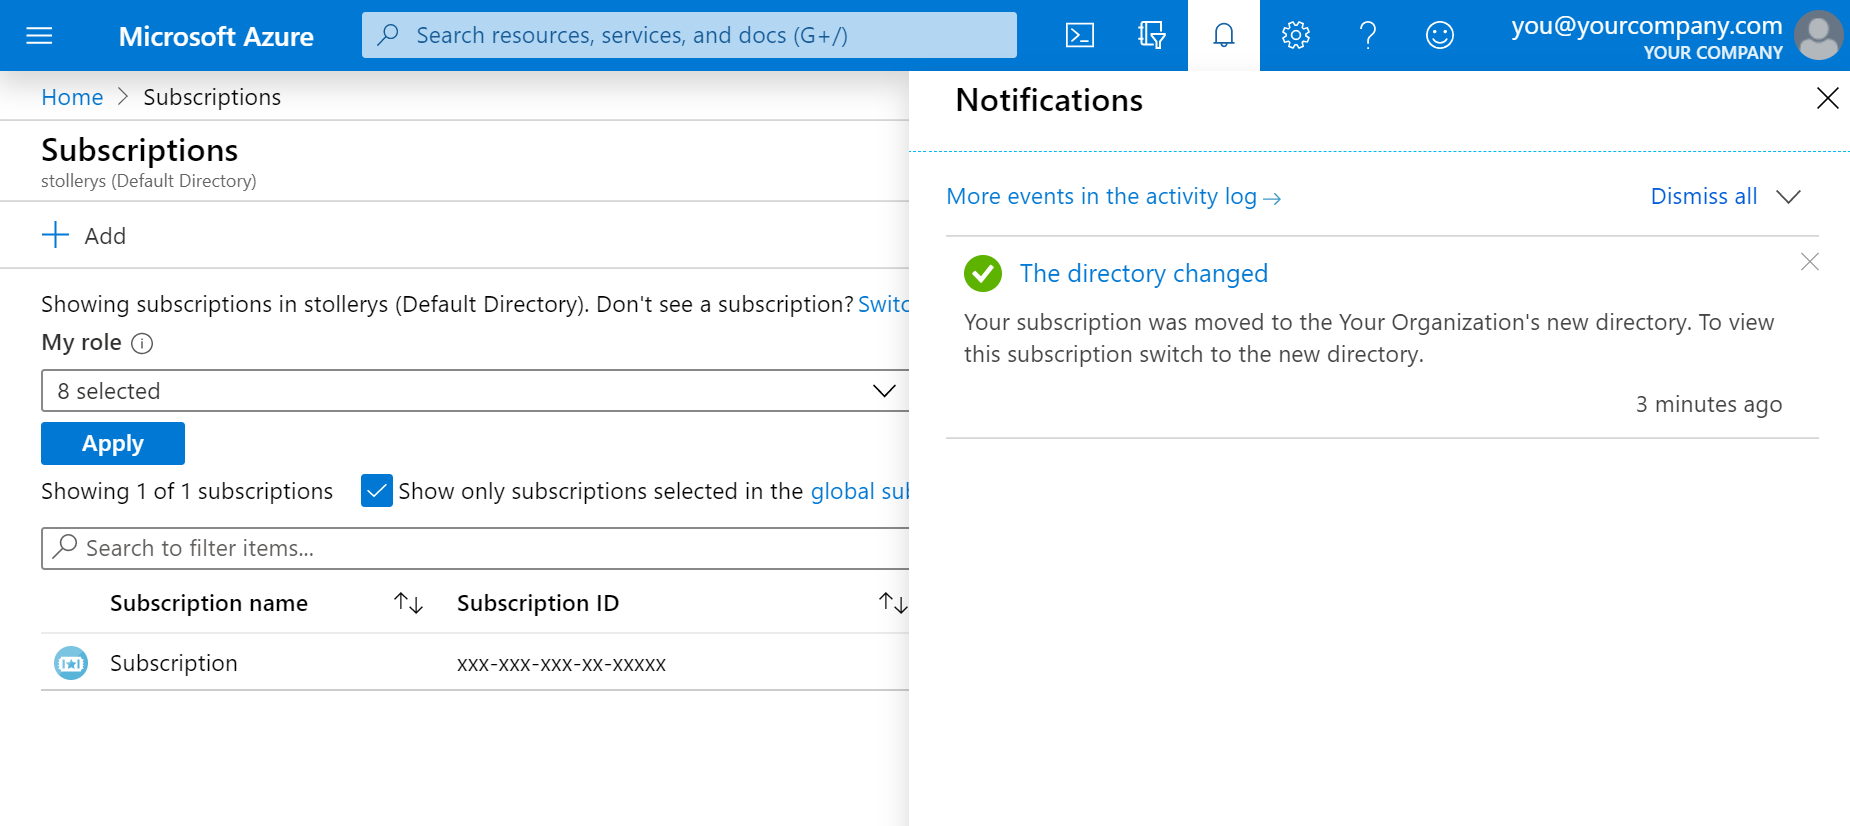 Microsoft Azure
Search resources, services, and docs (G+/)
you@yourcompany.com
YOUR COMPANY
Home > Subscriptions
Subscriptions
stollerys (Default Directory)
Add
Showing subscriptions in stollerys (Default Directory). Don't see a subscription? Switc
My role
8 selected
Apply
Showing 1 of 1 subscriptions
Show only subscriptions selected in the global sub
Search to filter items...
Subscription name
Subscription ID
Subscription
xxx-xxx-xxx-xx-xxxxx
Notifications
More events in the activity log→
Dismiss all
The directory changed
Your subscription was moved to the Your Organization's new directory. To view
this subscription switch to the new directory.
3 minutes ago